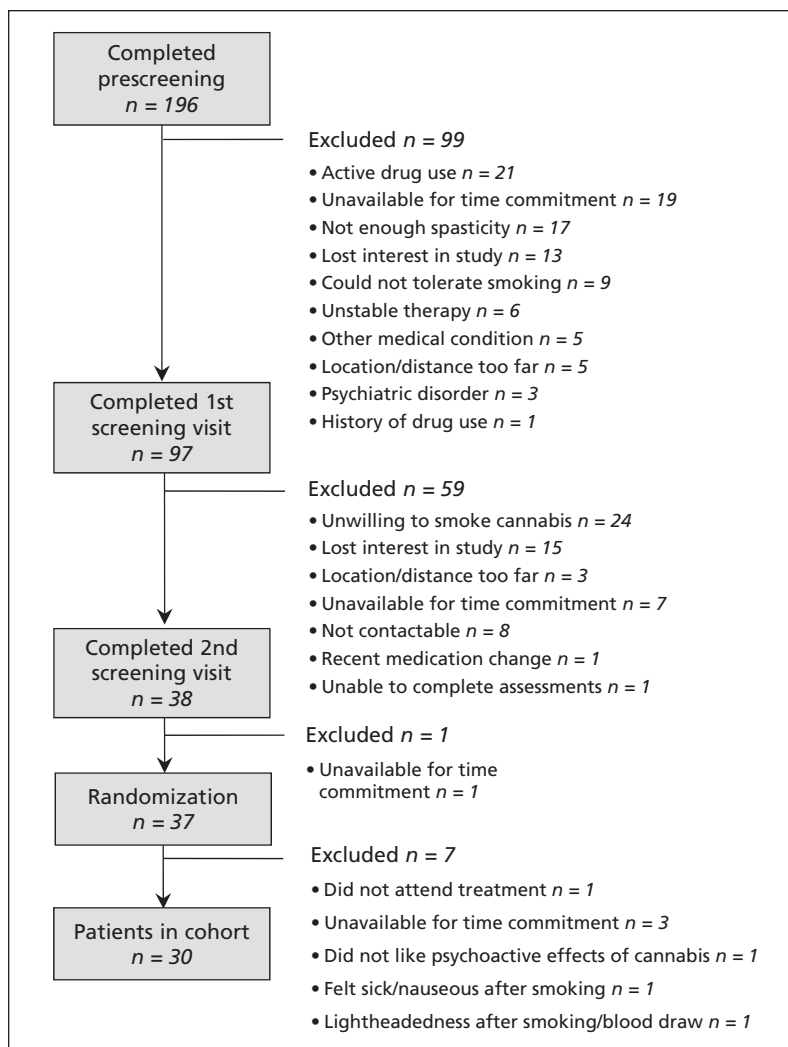 Completed
prescreening
n = 196
Excluded n = 99
• Active drug use n = 21
• Unavailable for time commitment n = 19
• Not enough spasticity n = 17
• Lost interest in study n = 13
• Could not tolerate smoking n = 9
• Unstable therapy n = 6
• Other medical condition n = 5
• Location/distance too far n = 5
• Psychiatric disorder n = 3
• History of drug use n = 1
Completed 1st
screening visit
n = 97
Excluded n = 59
• Unwilling to smoke cannabis n = 24
• Lost interest in study n = 15
• Location/distance too far n = 3
• Unavailable for time commitment n = 7
• Not contactable n = 8
• Recent medication change n = 1
• Unable to complete assessments n = 1
Completed 2nd
screening visit
n = 38
Excluded n = 1
• Unavailable for time
commitment n = 1
Randomization
n = 37
Excluded n = 7
• Did not attend treatment n = 1
• Unavailable for time commitment n = 3
• Did not like psychoactive effects of cannabis n = 1
• Felt sick/nauseous after smoking n = 1
• Lightheadedness after smoking/blood draw n = 1
Patients in cohort
n = 30